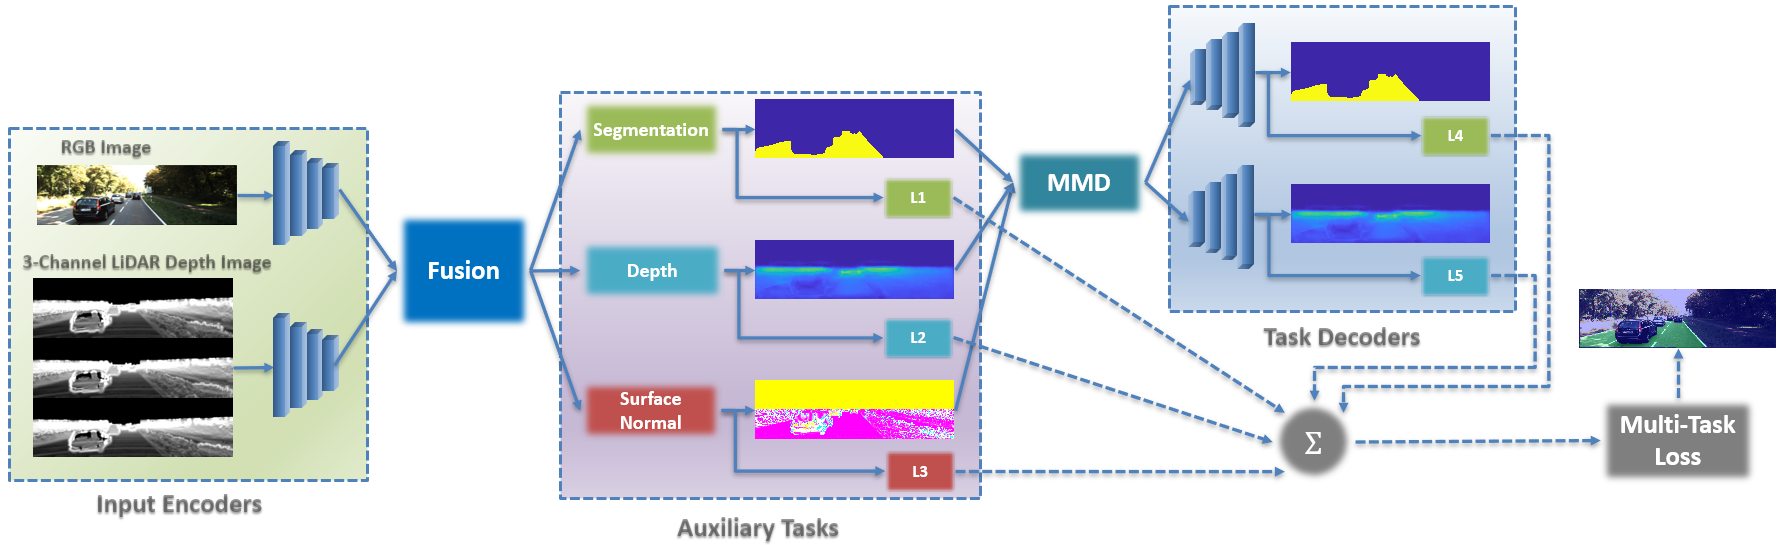 RGB Image
3-Channel LiDAR Depth Image
Input Encoders
Fusion
Segmentation
L1
Depth
L2
Surface
Normal
L3
Auxiliary Tasks
MMD
L4
L5
Task Decoders
Σ
Multi-Task
Loss